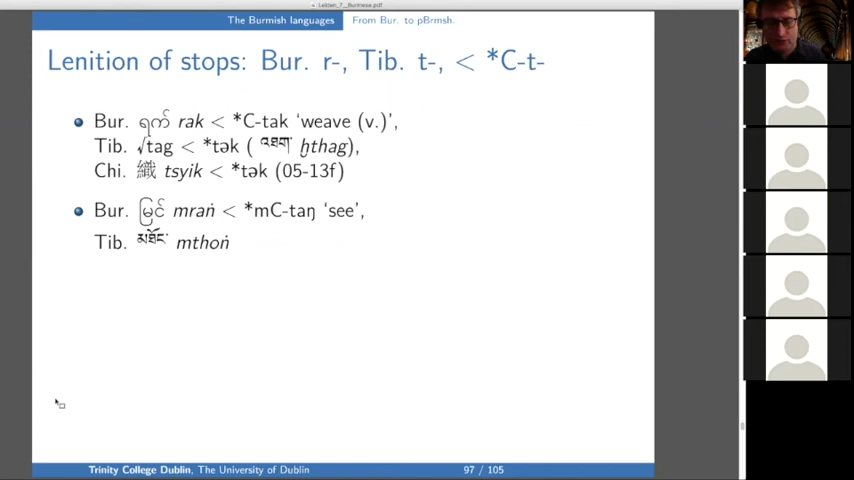 Lektier_7__Burmese.pdf
The Burmish languages From Bur. to pBrmsh.
Lenition of stops: Bur. r-, Tib. t-, < *C-t-
Bur. ရက် rak < *C-tak ‘weave (v.)’,
Tib. √tag < *tək ( འཐག་ ḫthag),
Chi. 織 tsyik < *tək (05-13f)
Bur. မြင် mraṅ < *mC-taŋ ‘see’,
Tib. མཐོང་ mthoṅ
Trinity College Dublin, The University of Dublin 97 / 105